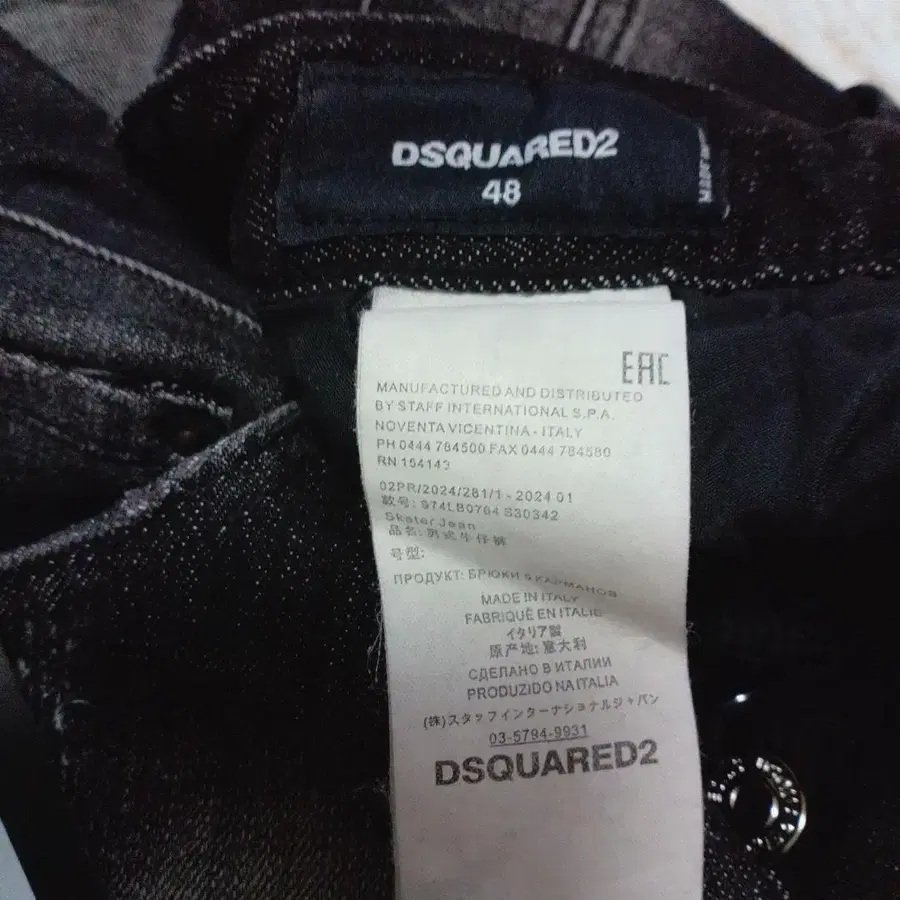 DSQUARED2
48
EAC
MANUFACTURED AND DISTRIBUTED
BY STAFF INTERNATIONAL S.P.A.
NOVENTA VICENTINA - ITALY
PH 0444 784500 FAX 0444 784580
RN 154143
02PR/2024/281/1 - 2024 01
款号: S74LB0764 S30342
Skater Jean
品名: 男式牛仔裤
号型:
ПРОДУКТ: БРЮКИ 5 КАРМАНОВ
MADE IN ITALY
FABRIQUÉ EN ITALIE
イタリア製
原产地: 意大利
СДЕЛАНО В ИТАЛИИ
PRODUZIDO NA ITALIA
(株)スタッフインターナショナルジャパン
03-5794-9931
DSQUARED2